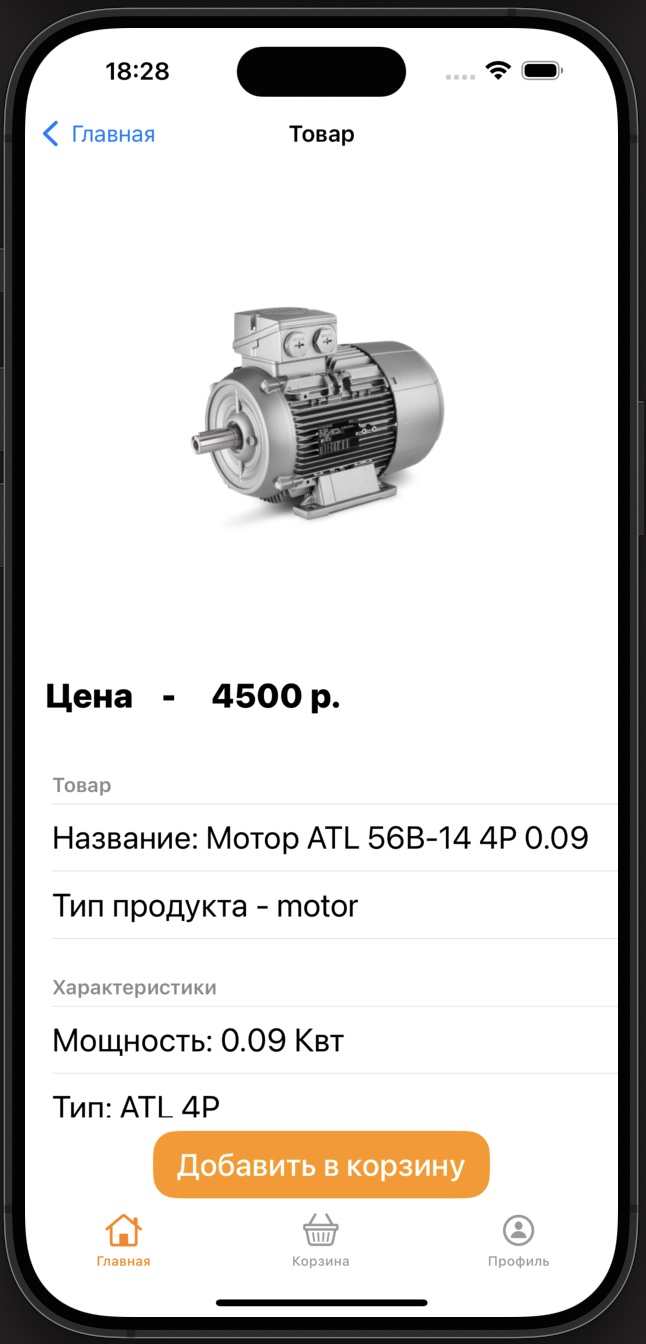 18:28
Главная
Товар
Цена - 4500 р.
Товар
Название: Мотор ATL 56B-14 4P 0.09
Тип продукта - motor
Характеристики
Мощность: 0.09 Квт
Тип: ATL 4P
Добавить в корзину
Главная
Корзина
Профиль